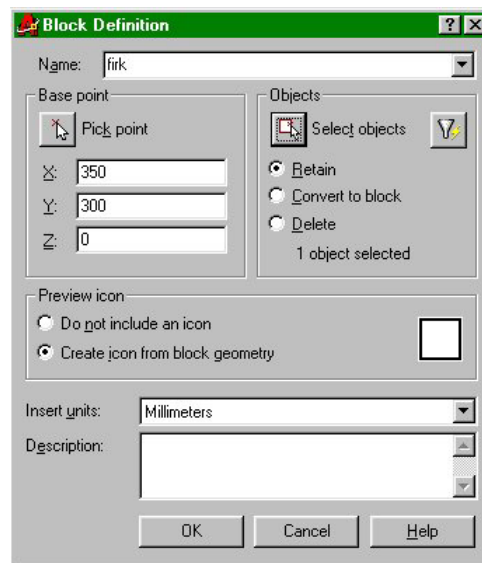 Block Definition
Name: firk
Base point
Pick point
X: 350
Y: 300
Z: 0
Objects
Select objects
Retain
Convert to block
Delete
1 object selected
Preview icon
Do not include an icon
Create icon from block geometry
Insert units: Millimeters
Description:
OK Cancel Help